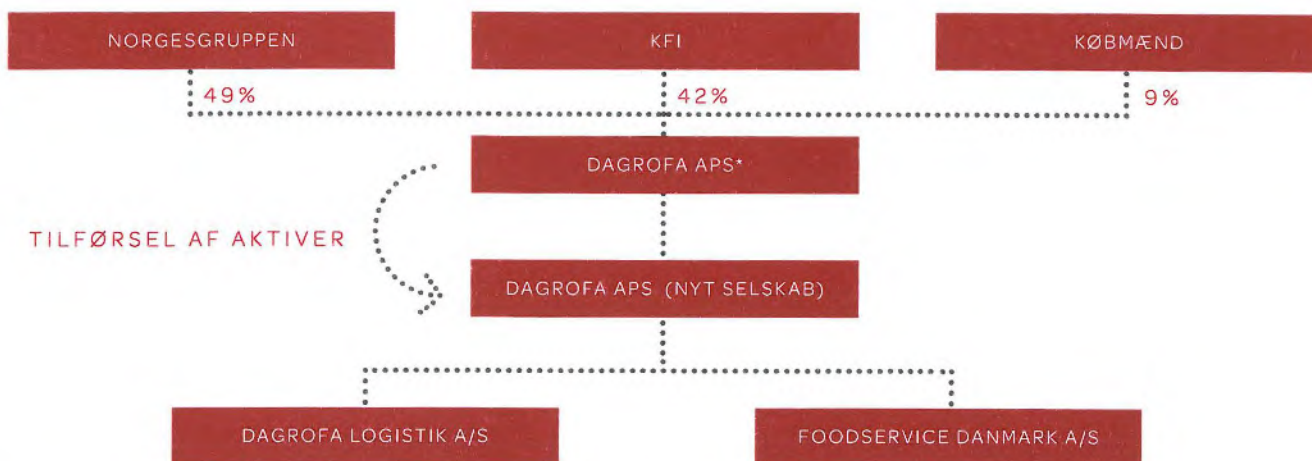 NORGESGRUPPEN
KFI
KØBMÆND
49%
42%
9%
DAGROFA APS*
TILFØRSEL AF AKTIVER
DAGROFA APS (NYT SELSKAB)
DAGROFA LOGISTIK A/S
FOODSERVICE DANMARK A/S